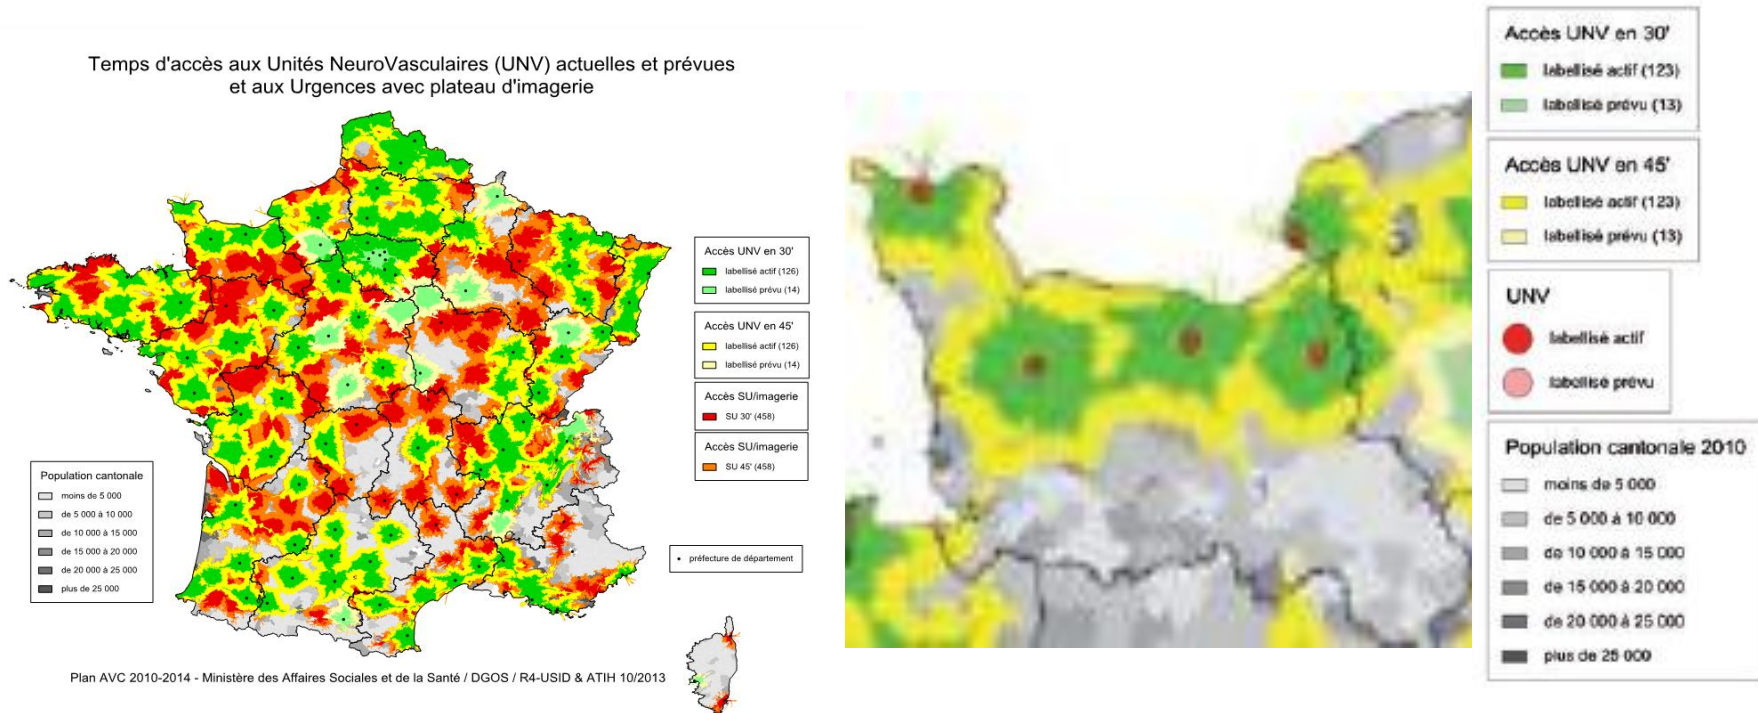 Temps d'accès aux Unités NeuroVasculaires (UNV) actuelles et prévues
et aux Urgences avec plateau d'imagerie
Accès UNV en 30'
labellisé actif (126)
labellisé prévu (14)
Accès UNV en 45'
labellisé actif (126)
labellisé prévu (14)
Accès SU/imagerie
SU 30' (458)
Accès SU/imagerie
SU 45' (458)
Population cantonale
moins de 5 000
de 5 000 à 10 000
de 10 000 à 15 000
de 15 000 à 20 000
de 20 000 à 25 000
plus de 25 000
préfecture de département
Plan AVC 2010-2014 - Ministère des Affaires Sociales et de la Santé / DGOS / R4-USID & ATIH 10/2013
Accès UNV en 30'
labellisé actif (123)
labellisé prévu (13)
Accès UNV en 45'
labellisé actif (123)
labellisé prévu (13)
UNV
labellisé actif
labellisé prévu
Population cantonale 2010
moins de 5 000
de 5 000 à 10 000
de 10 000 à 15 000
de 15 000 à 20 000
de 20 000 à 25 000
plus de 25 000